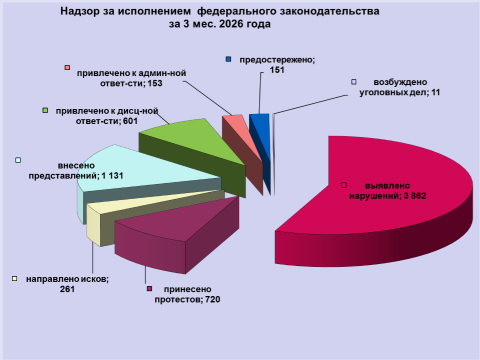 Надзор за исполнением федерального законодательства
за 3 мес. 2026 года
предостережено;
151
привлечено к админ-ной
ответ-сти; 153
возбуждено
уголовных дел; 11
привлечено к дисц-ной
ответ-сти; 601
внесено
представлений; 1 131
выявлено
нарушений; 3 862
направлено исков;
261
принесено
протестов; 720